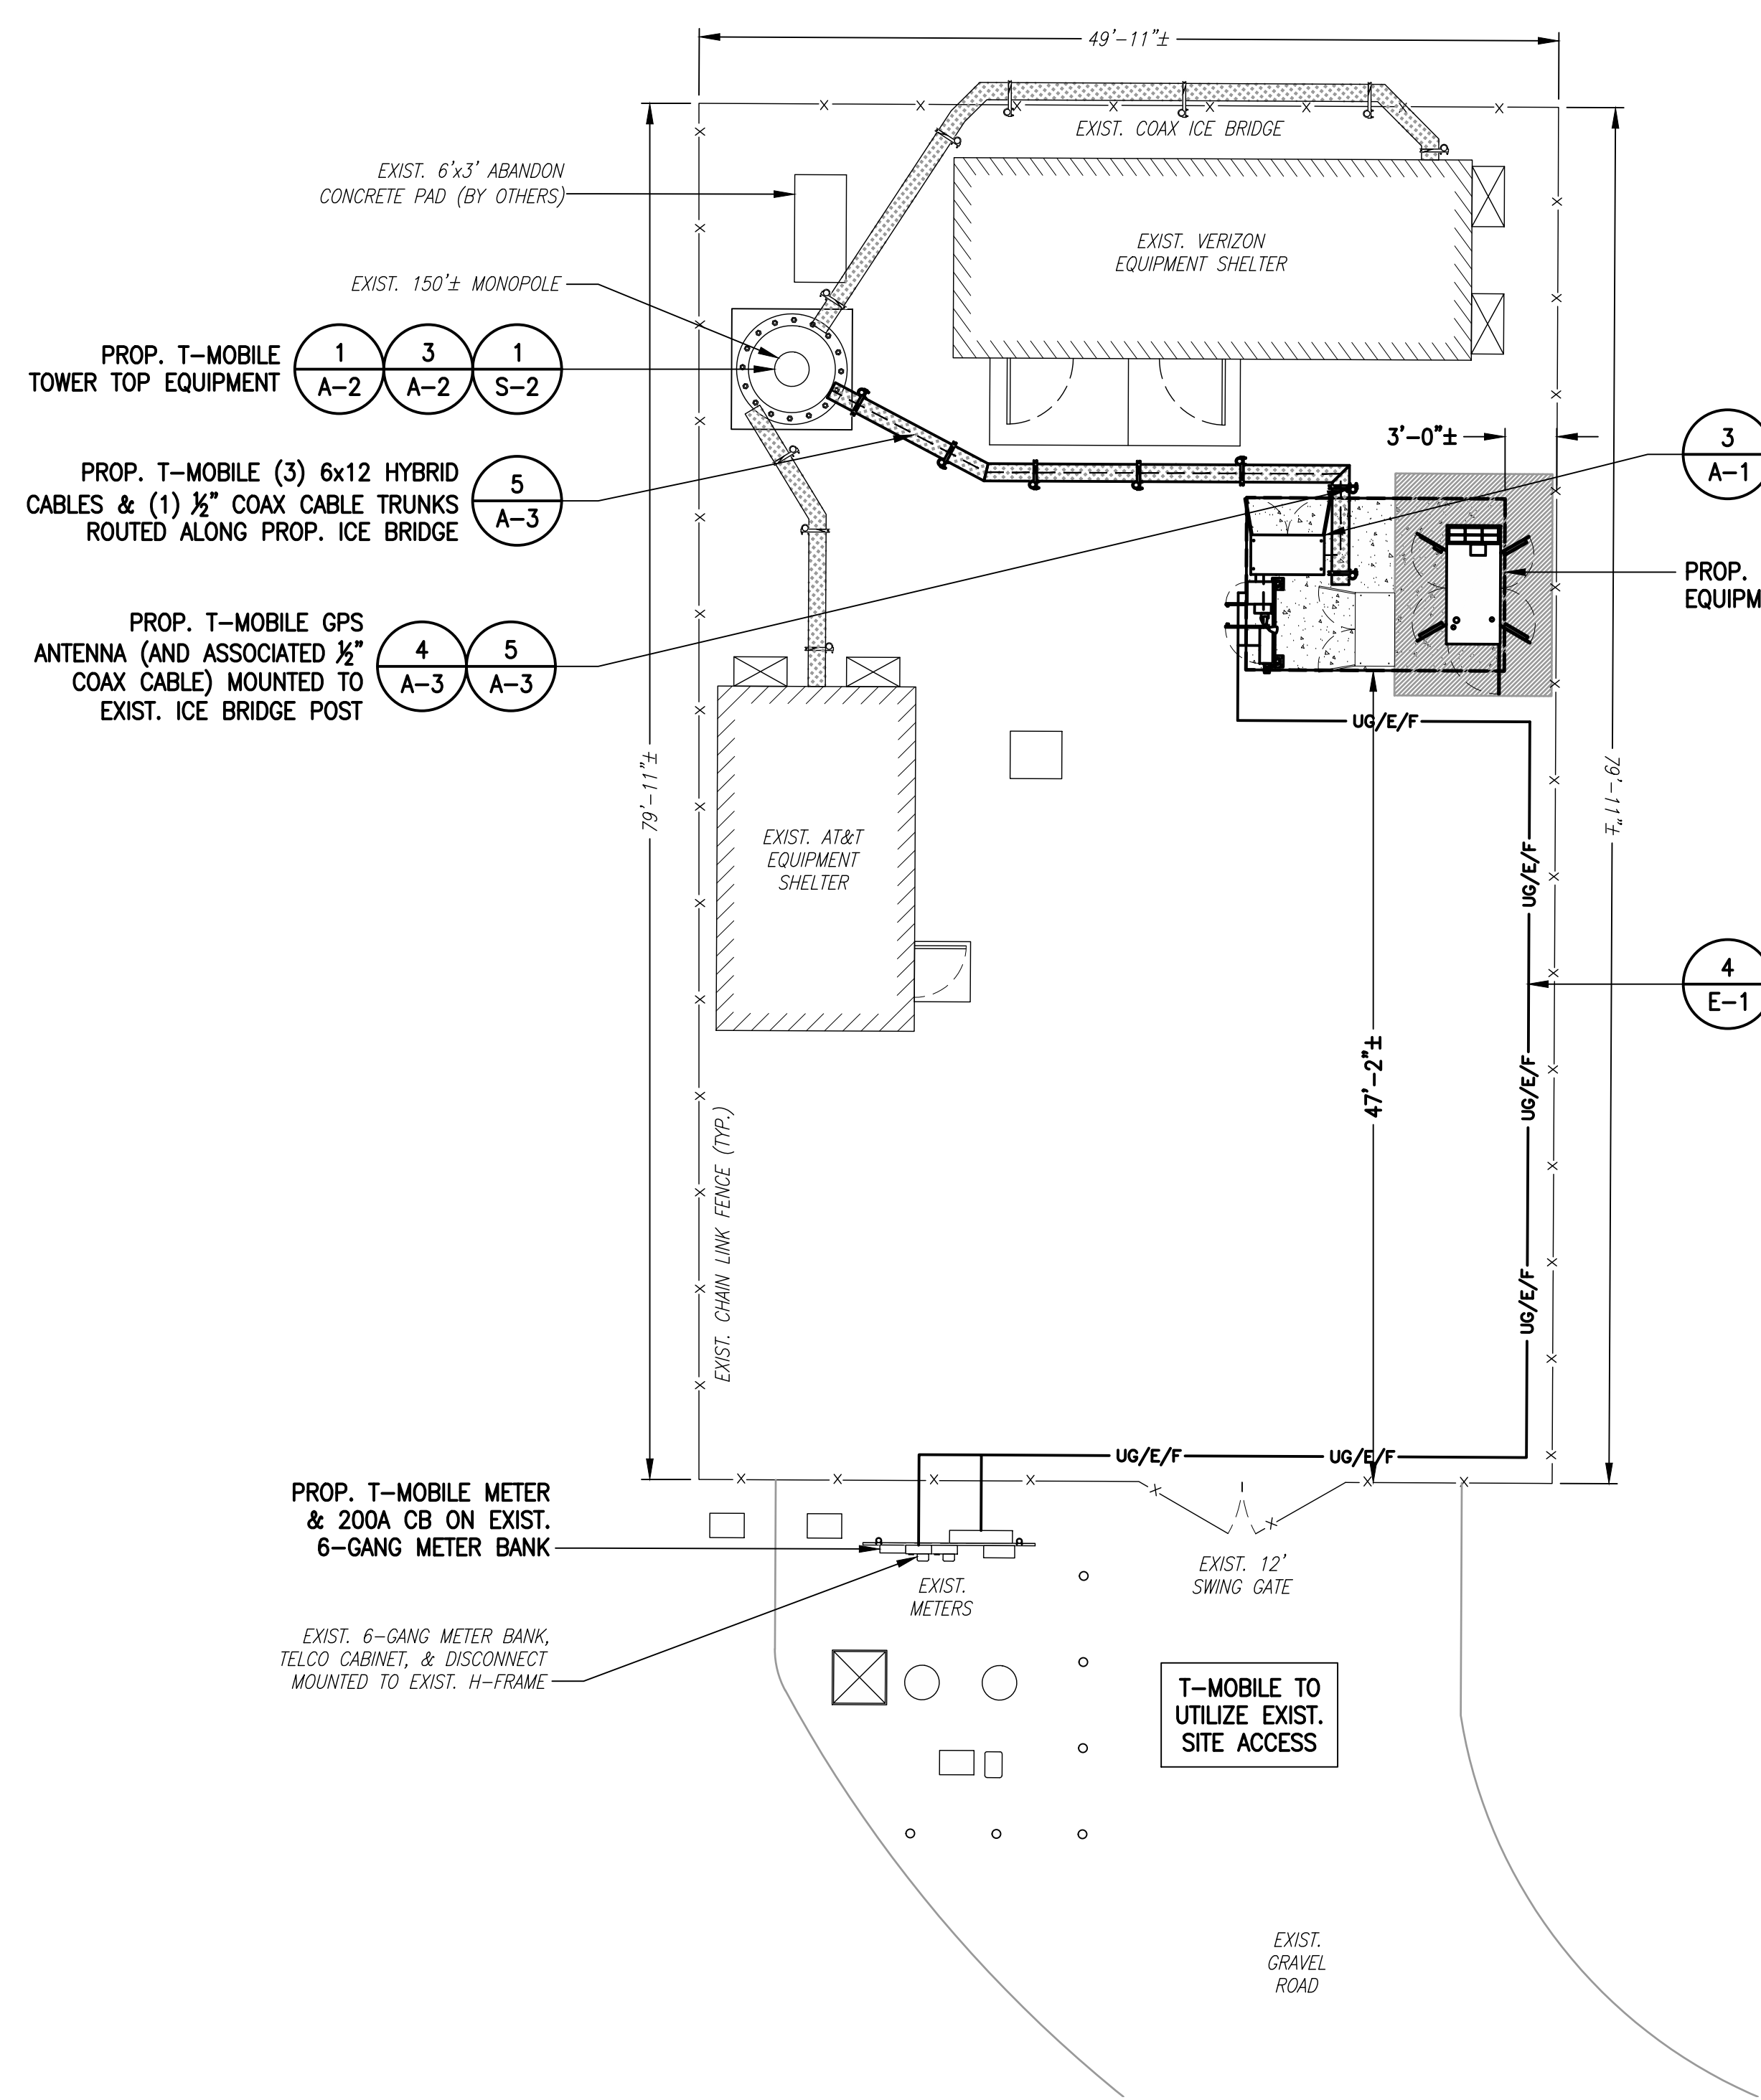 49'-11"±
EXIST. COAX ICE BRIDGE
EXIST. 6'x3' ABANDON
CONCRETE PAD (BY OTHERS)
EXIST. VERIZON
EQUIPMENT SHELTER
EXIST. 150'± MONOPOLE
PROP. T-MOBILE
TOWER TOP EQUIPMENT
1
A-2
3
A-2
1
S-2
3'-0"±
3
A-1
PROP. T-MOBILE (3) 6x12 HYBRID
CABLES & (1) ½" COAX CABLE TRUNKS
ROUTED ALONG PROP. ICE BRIDGE
5
A-3
PROP.
EQUIPM
PROP. T-MOBILE GPS
ANTENNA (AND ASSOCIATED ½"
COAX CABLE) MOUNTED TO
EXIST. ICE BRIDGE POST
4
A-3
5
A-3
UG/E/F
79'-11"±
79'-11"±
EXIST. AT&T
EQUIPMENT
SHELTER
UG/E/F
4
E-1
47'-2"±
UG/E/F
EXIST. CHAIN LINK FENCE (TYP.)
UG/E/F
UG/E/F
UG/E/F
PROP. T-MOBILE METER
& 200A CB ON EXIST.
6-GANG METER BANK
EXIST.
METERS
EXIST. 12'
SWING GATE
EXIST. 6-GANG METER BANK,
TELCO CABINET, & DISCONNECT
MOUNTED TO EXIST. H-FRAME
T-MOBILE TO
UTILIZE EXIST.
SITE ACCESS
EXIST.
GRAVEL
ROAD